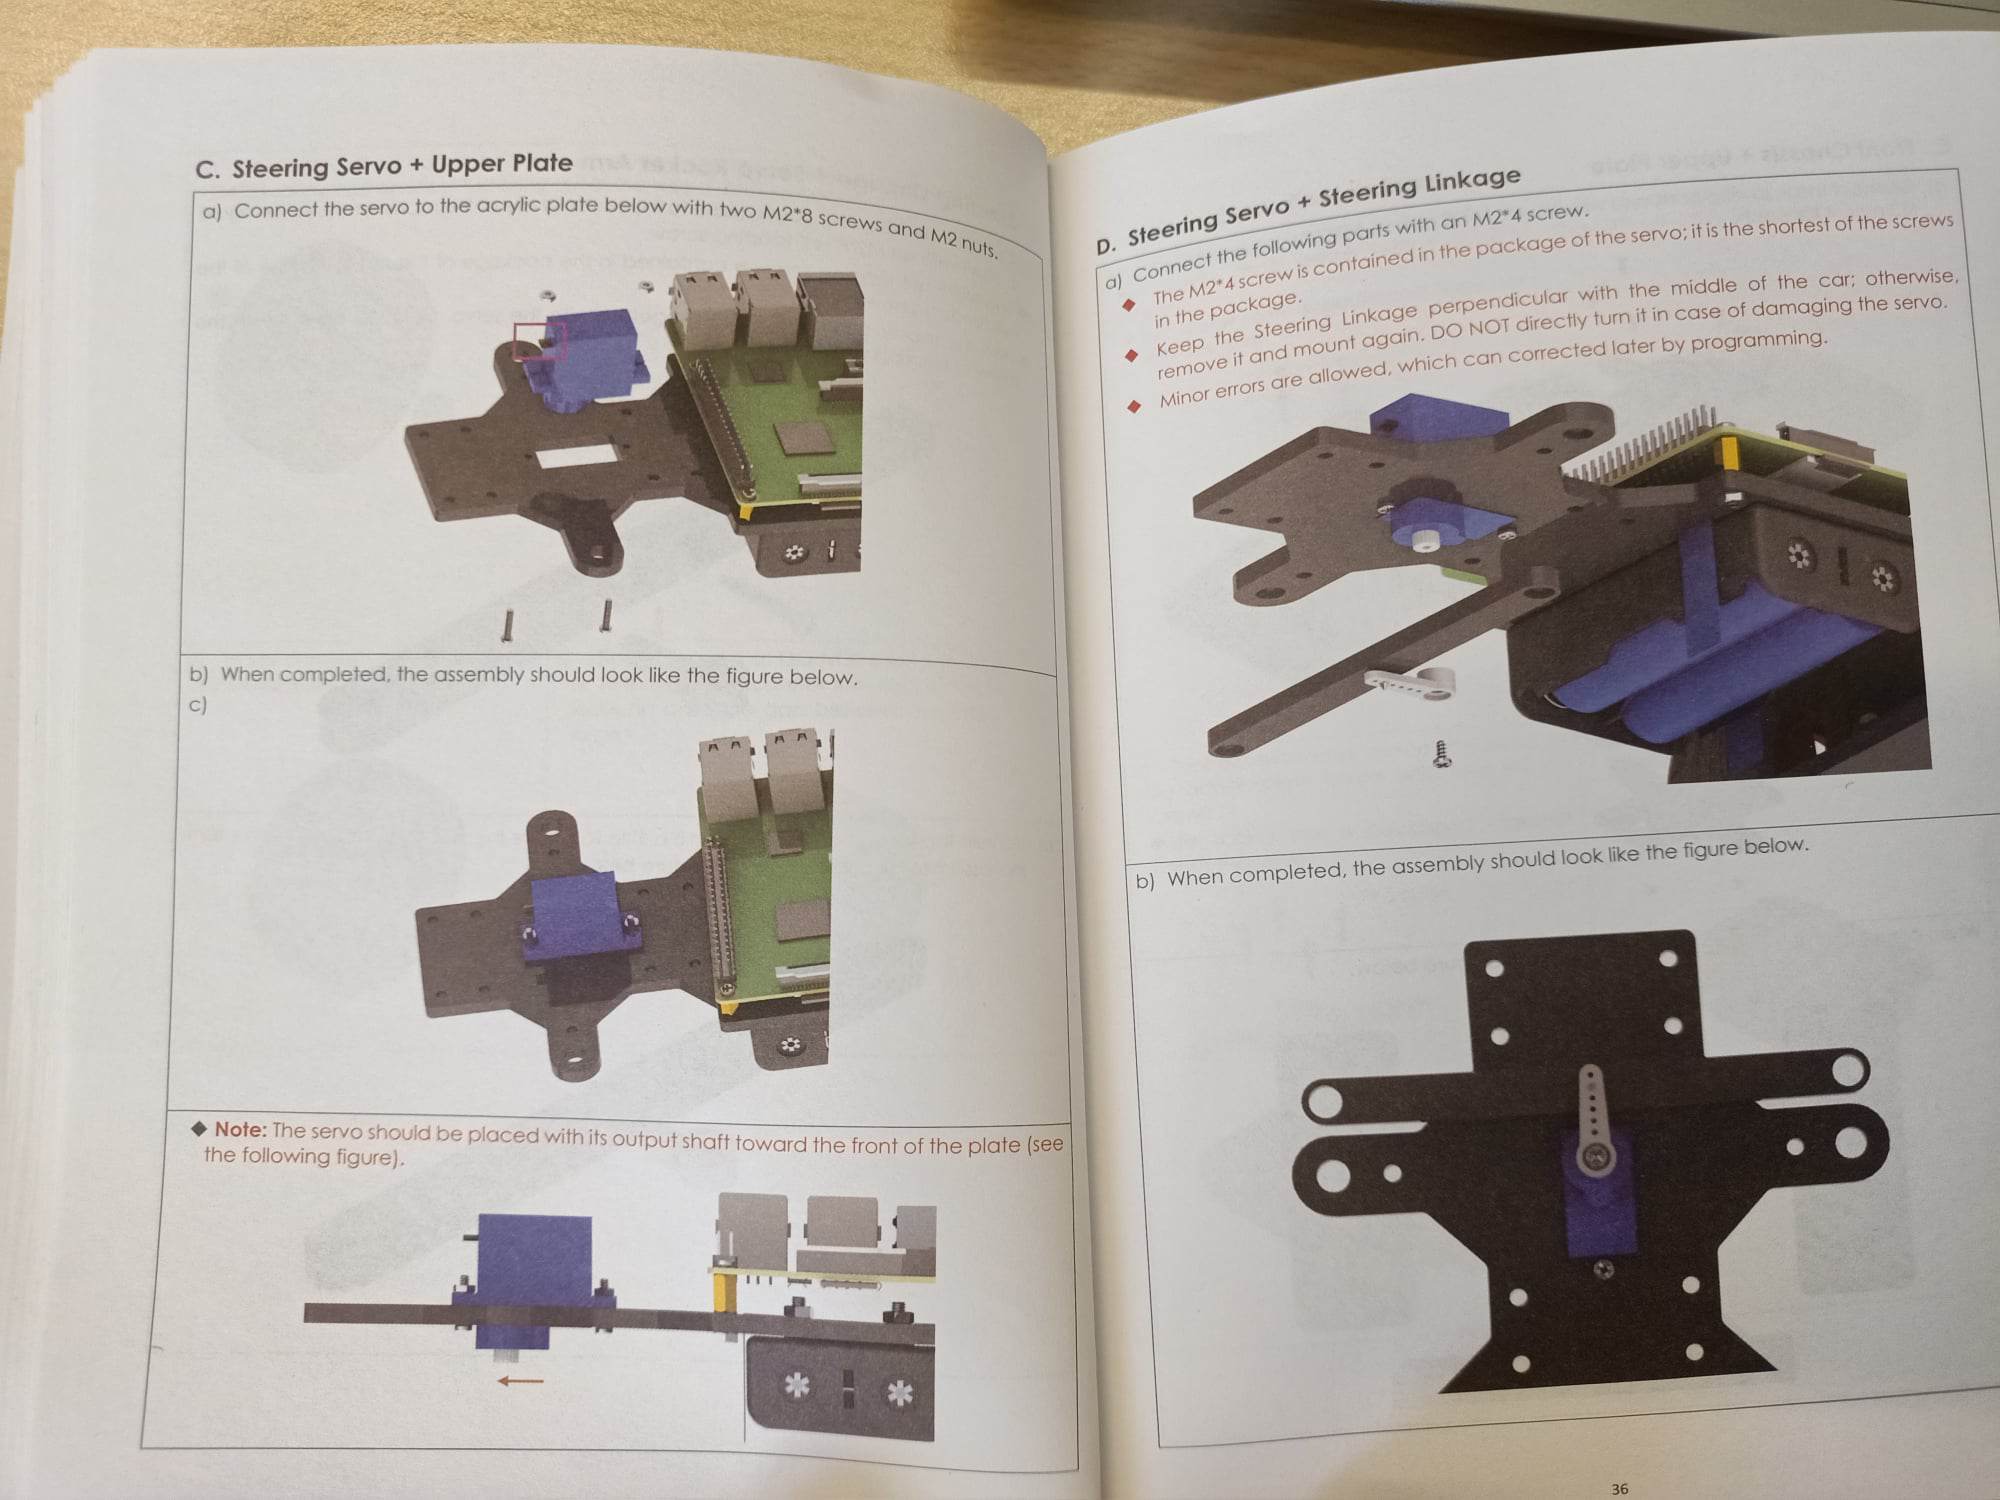 C. Steering Servo + Upper Plate
a) Connect the servo to the acrylic plate below with two M2*8 screws and M2 nuts.
b) When completed, the assembly should look like the figure below.
c)
◆ Note: The servo should be placed with its output shaft toward the front of the plate (see
the following figure).
D. Steering Servo + Steering Linkage
a) Connect the following parts with an M2*4 screw.
◆ The M2*4 screw is contained in the package of the servo; it is the shortest of the screws
in the package.
◆ Keep the Steering Linkage perpendicular with the middle of the car; otherwise,
remove it and mount again. DO NOT directly turn it in case of damaging the servo.
◆ Minor errors are allowed, which can corrected later by programming.
b) When completed, the assembly should look like the figure below.
36